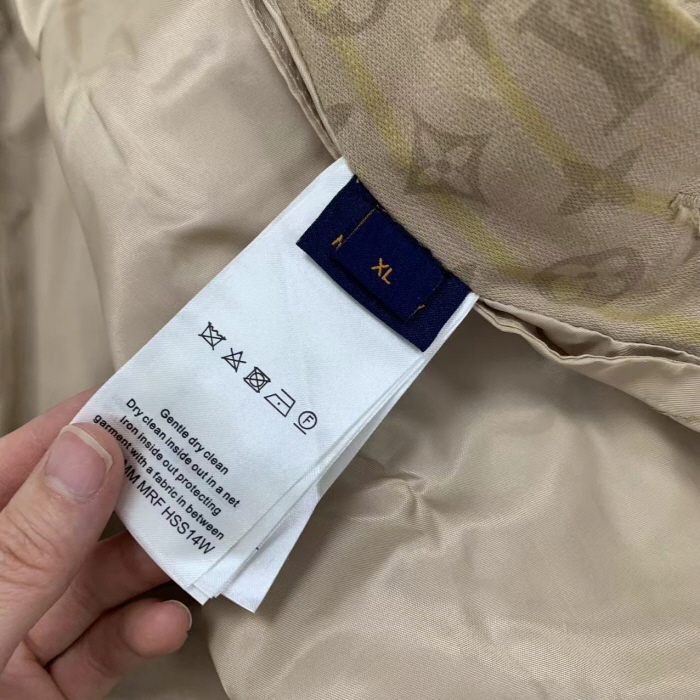 XL
Gentle dry clean
Dry clean inside out in a net
Iron inside out protecting
garment with a fabric in between
MM MRF HSS14W
F